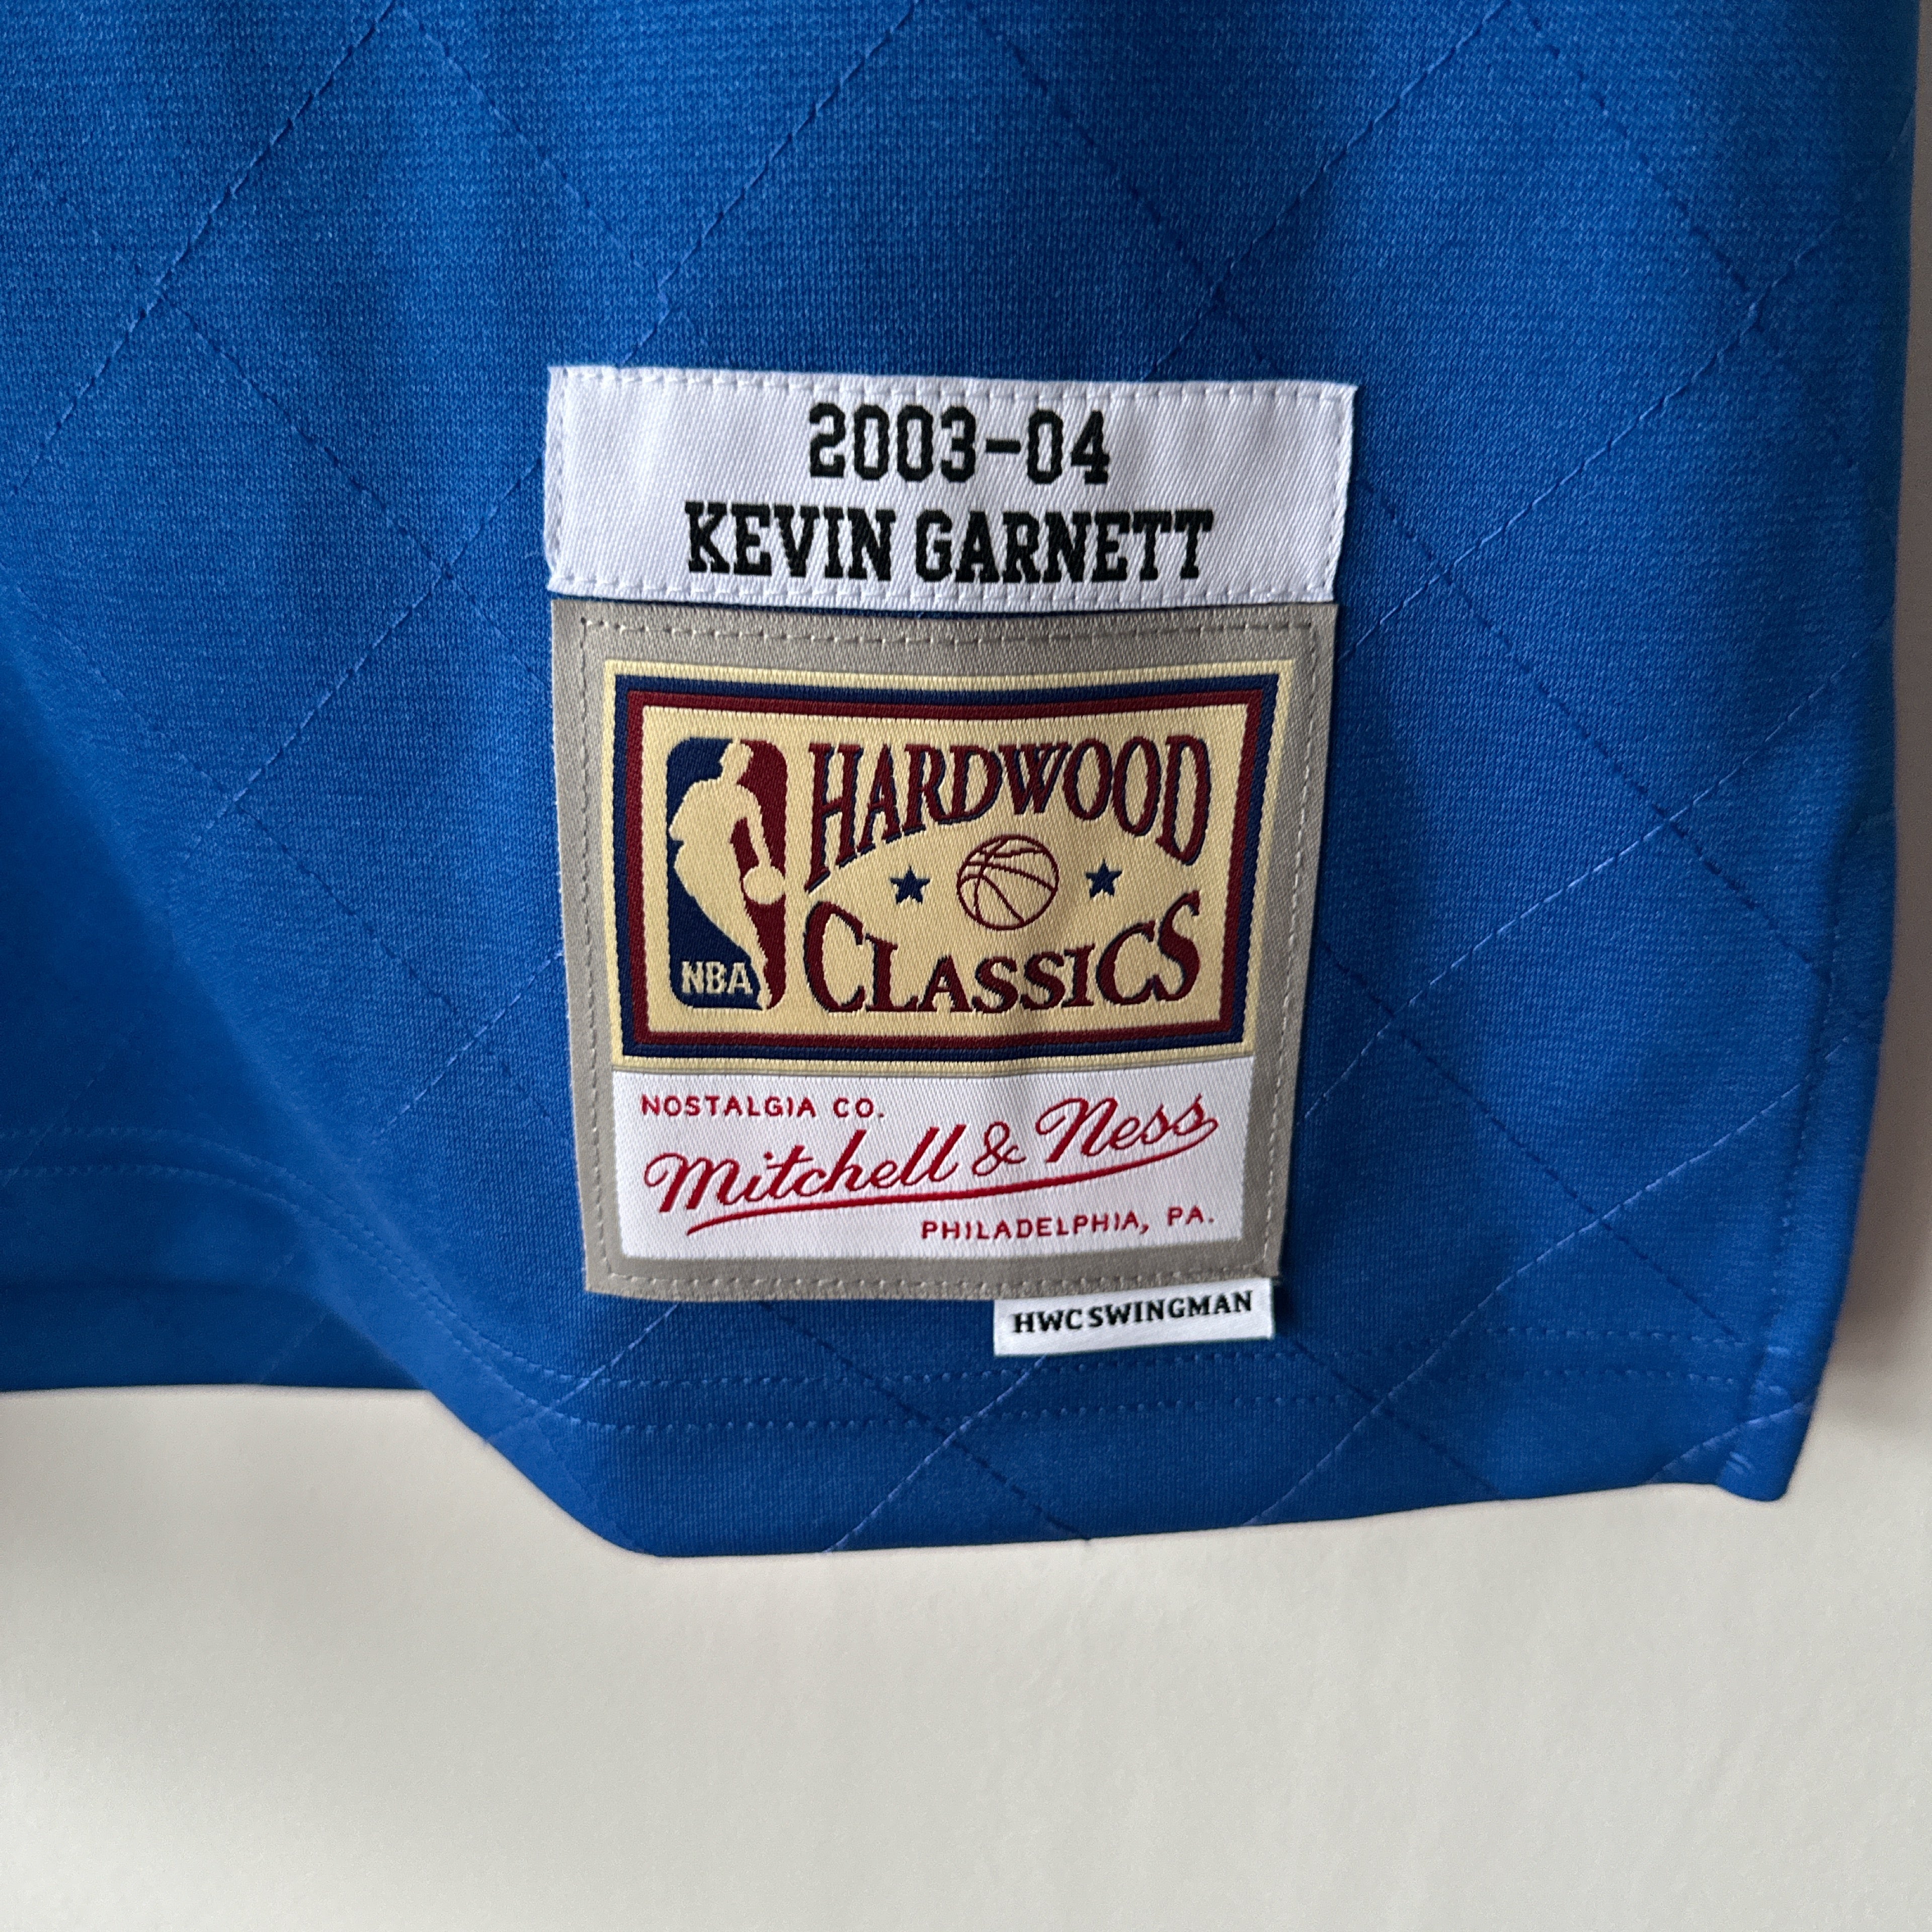 2003-04
KEVIN GARNETT
HARDWOOD
CLASSICS
NBA
NOSTALGIA CO.
Mitchell & Ness
PHILADELPHIA, PA.
HWC SWINGMAN